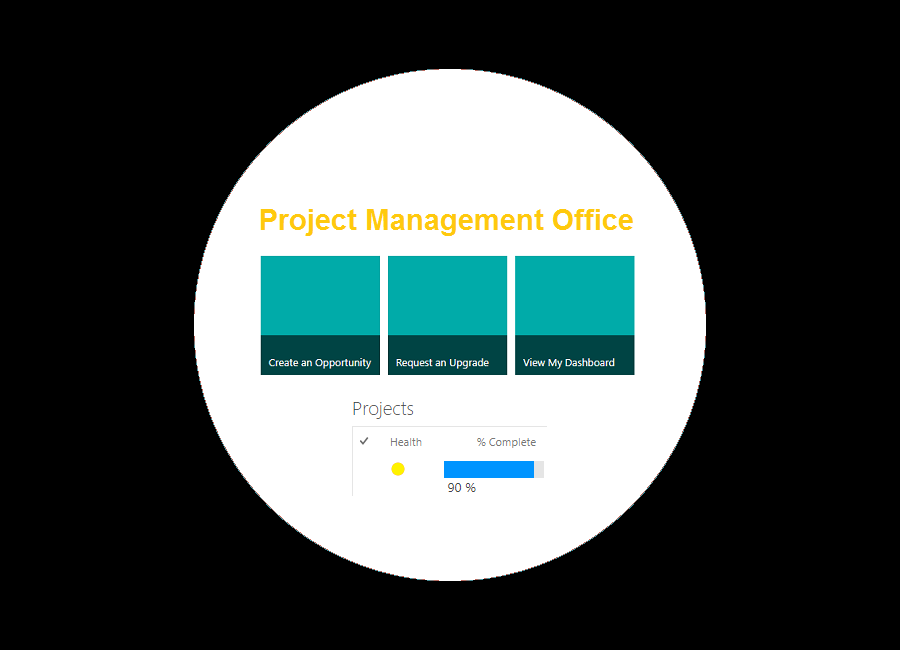 Project Management Office
Create an Opportunity
Request an Upgrade
View My Dashboard
Projects
Health % Complete
90 %